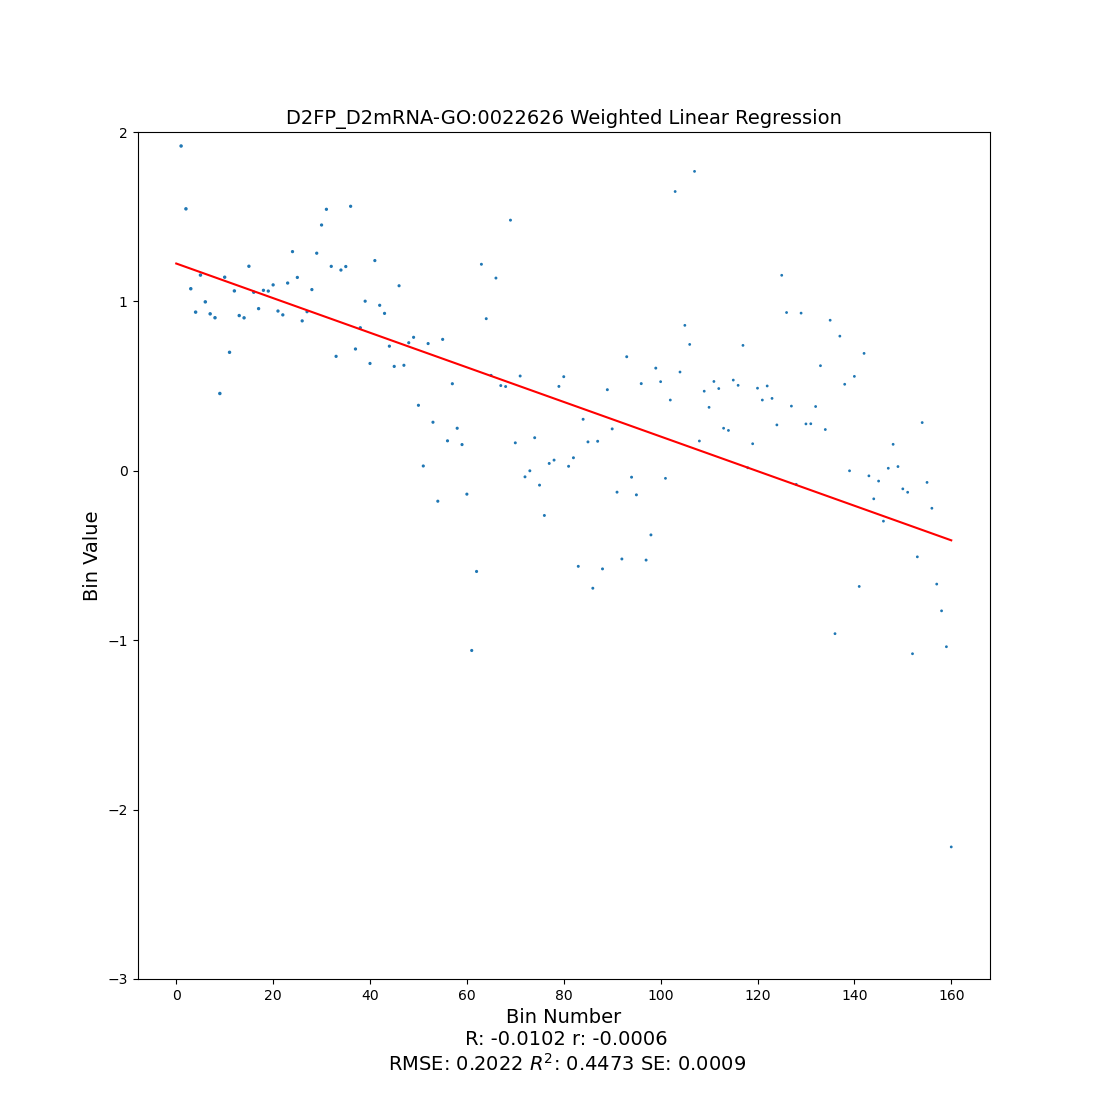 D2FP_D2mRNA-GO:0022626 Weighted Linear Regression
2
1
0
−1
−2
−3
Bin Value
0 20 40 60 80 100 120 140 160
Bin Number
R: -0.0102 r: -0.0006
RMSE: 0.2022 R²: 0.4473 SE: 0.0009